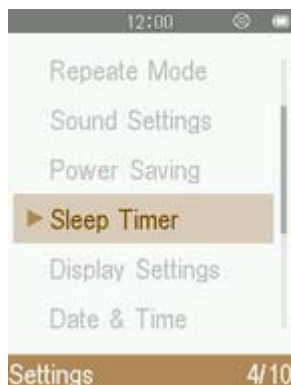 12:00
Repeate Mode
Sound Settings
Power Saving
Sleep Timer
Display Settings
Date & Time
Settings 4/10